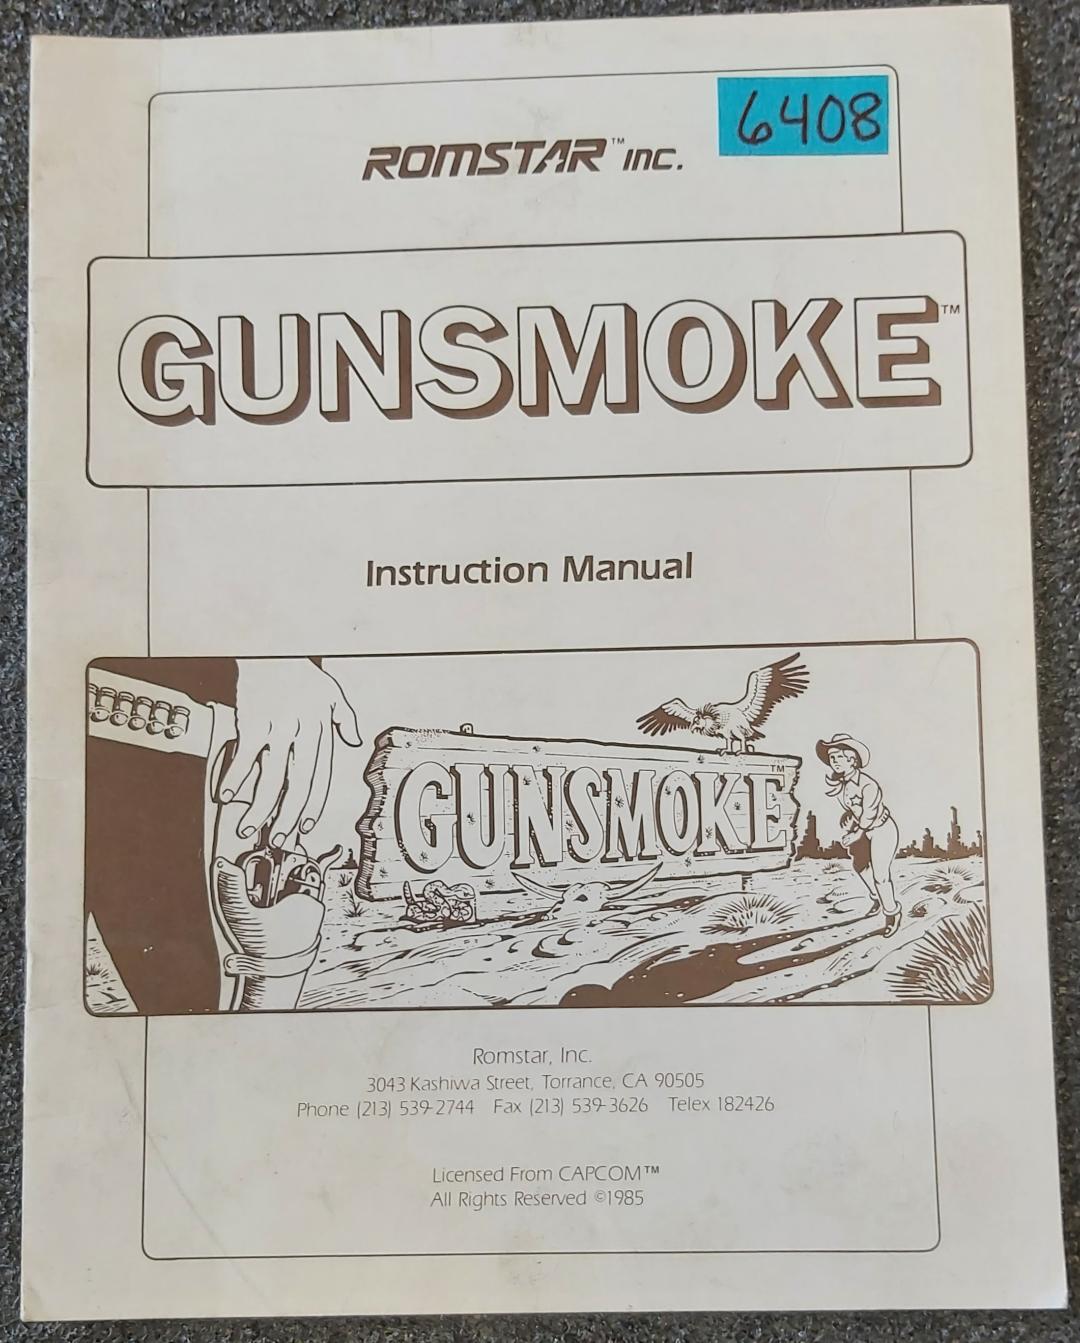 6408
ROMSTAR™ inc.
GUNSMOKE™
Instruction Manual
GUNSMOKE™
Romstar, Inc.
3043 Kashiwa Street, Torrance, CA 90505
Phone (213) 539-2744 Fax (213) 539-3626 Telex 182426
Licensed From CAPCOM™
All Rights Reserved ©1985